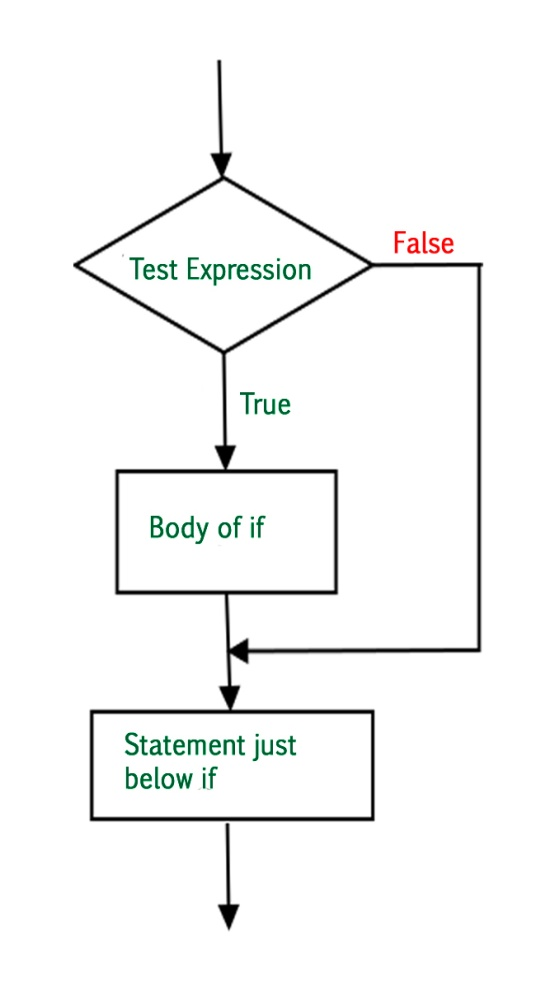 False
Test Expression
True
Body of if
Statement just
below if